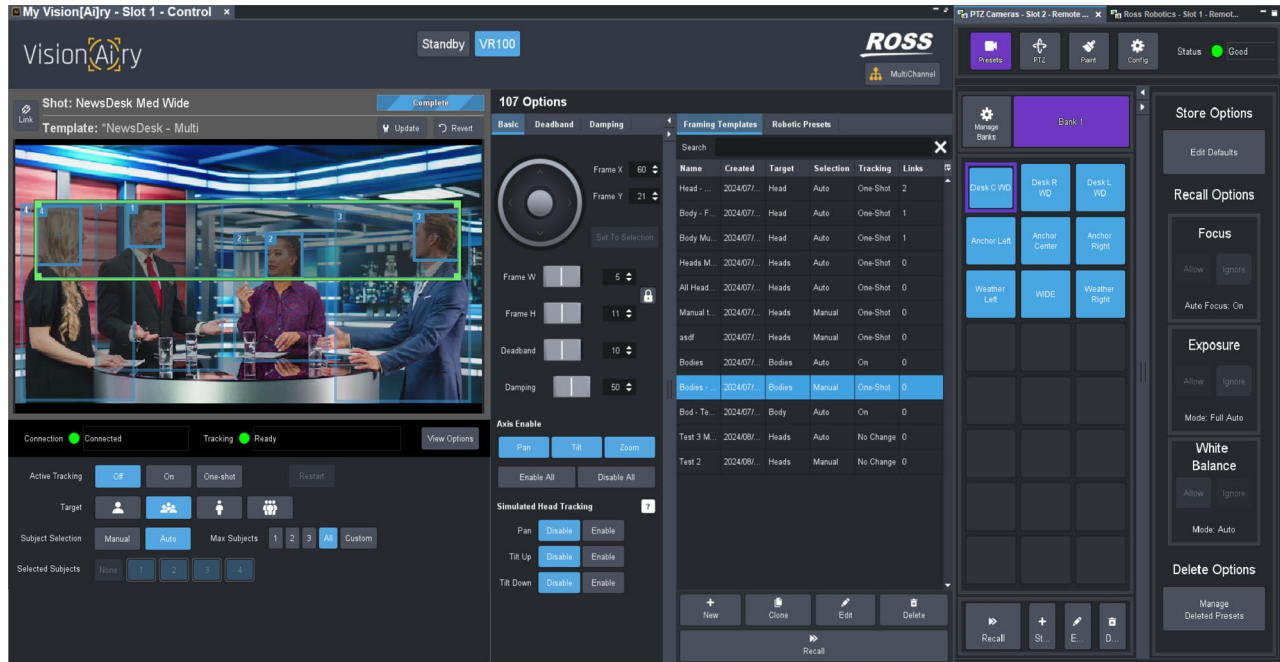 My Vision[Ai]ry - Slot 1 - Control ×
PTZ Cameras - Slot 2 - Remote ... X
Ross Robotics - Slot 1 - Remot...
Vision[Ai]ry
Standby VR100
ROSS
MultiChannel
Link
Shot: NewsDesk Med Wide
Complete
Template: *NewsDesk - Multi
Update Revert
4 4 1 1 2 2 3 3
Connection Connected Tracking Ready View Options
Active Tracking Off On One-shot Restart
Target
Subject Selection Manual Auto Max Subjects 1 2 3 All Custom
Selected Subjects None 1 2 3 4
107 Options
Basic Deadband Damping
Frame X 60
Frame Y 21
Set To Selection
Frame W 5
Frame H 11
Deadband 10
Damping 50
Axis Enable
Pan Tilt Zoom
Enable All Disable All
Simulated Head Tracking ?
Pan Disable Enable
Tilt Up Disable Enable
Tilt Down Disable Enable
Framing Templates Robotic Presets
Search
Name Created Target Selection Tracking Links
Head - ... 2024/07/... Head Auto One-Shot 2
Body - F... 2024/07/... Head Auto One-Shot 1
Body Mu... 2024/07/... Head Auto One-Shot 1
Heads M... 2024/07/... Heads Auto One-Shot 0
All Head... 2024/07/... Heads Auto One-Shot 0
Manual t... 2024/07/... Heads Manual One-Shot 0
asdf 2024/07/... Heads Manual One-Shot 0
Bodies 2024/07/... Bodies Auto On 0
Bodies - ... 2024/07/... Bodies Manual One-Shot 0
Bod - Te... 2024/07/... Body Auto On 0
Test 3 M... 2024/08/... Heads Auto No Change 0
Test 2 2024/08/... Heads Manual No Change 0
New Clone Edit Delete
Recall
Presets PTZ Paint Config
Status Good
Manage
Banks
Bank 1
Desk C WD
Desk R
WD
Desk L
WD
Anchor Left
Anchor
Center
Anchor
Right
Weather
Left
WIDE
Weather
Right
Recall St... E... D...
Store Options
Edit Defaults
Recall Options
Focus
Allow Ignore
Auto Focus: On
Exposure
Allow Ignore
Mode: Full Auto
White
Balance
Allow Ignore
Mode: Auto
Delete Options
Manage
Deleted Presets